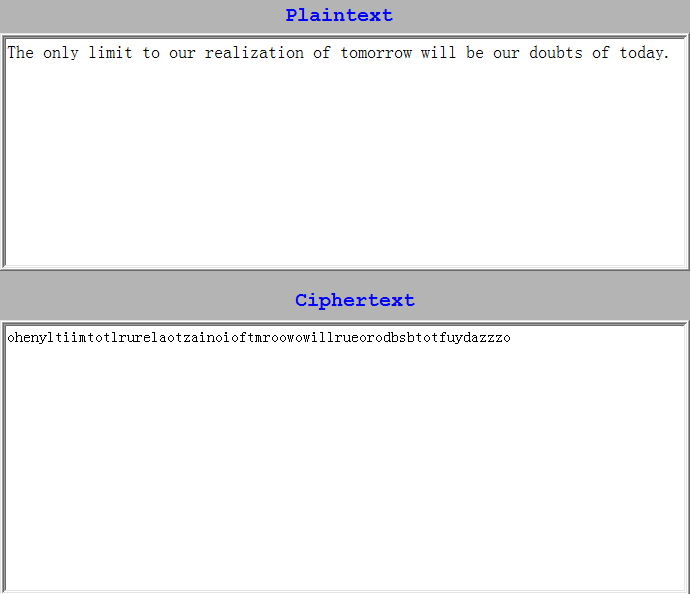 Plaintext
The only limit to our realization of tomorrow will be our doubts of today.
Ciphertext
ohenyltiimtotlrurelaotzainoioftmroowowillrueorodbsbtotfuydazzzo